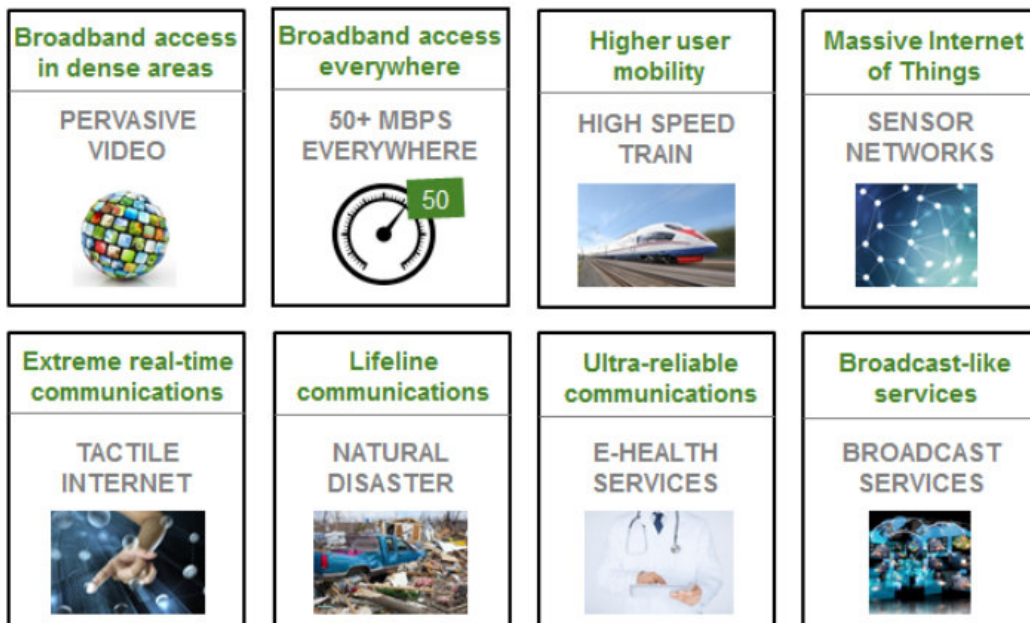 Broadband access
in dense areas
PERVASIVE
VIDEO
Broadband access
everywhere
50+ MBPS
EVERYWHERE
50
Higher user
mobility
HIGH SPEED
TRAIN
Massive Internet
of Things
SENSOR
NETWORKS
Extreme real-time
communications
TACTILE
INTERNET
Lifeline
communications
NATURAL
DISASTER
Ultra-reliable
communications
E-HEALTH
SERVICES
Broadcast-like
services
BROADCAST
SERVICES